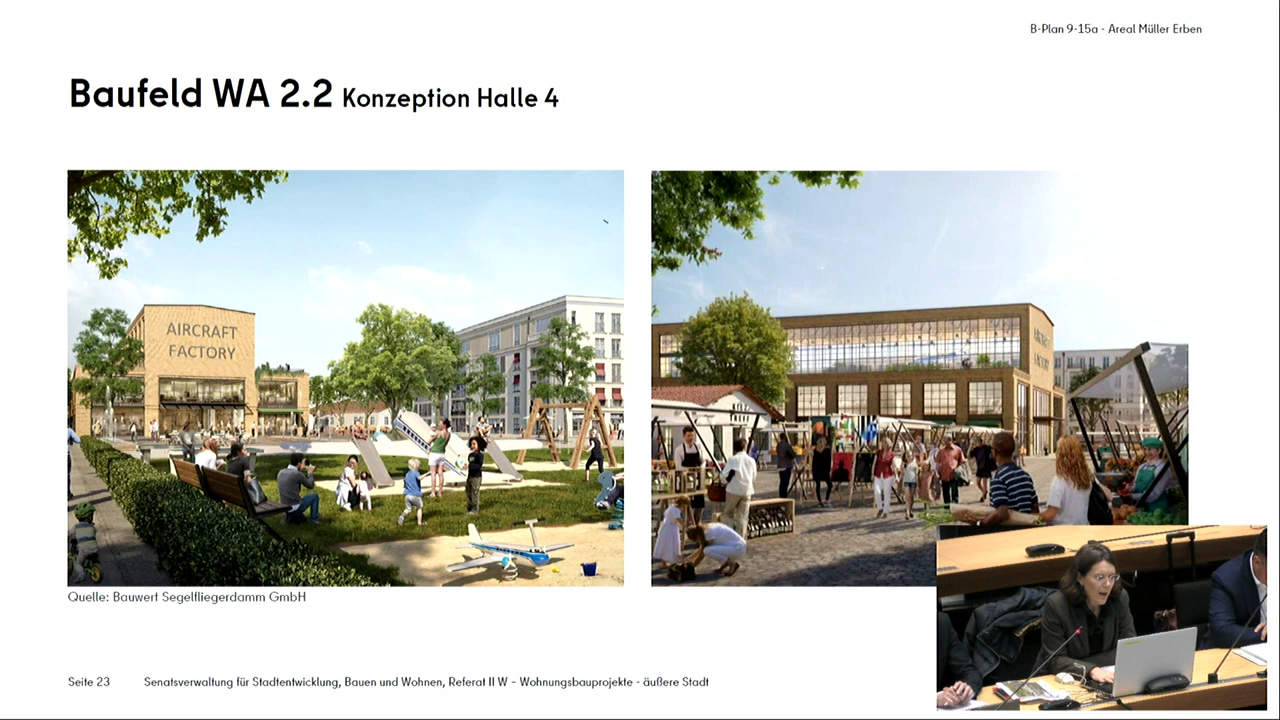 B-Plan 9-15a - Areal Müller Erben
Baufeld WA 2.2 Konzeption Halle 4
AIRCRAFT
FACTORY
FACTORY
Quelle: Bauwert Segelfliegerdamm GmbH
Seite 23 Senatsverwaltung für Stadtentwicklung, Bauen und Wohnen, Referat II W – Wohnungsbauprojekte - äußere Stadt